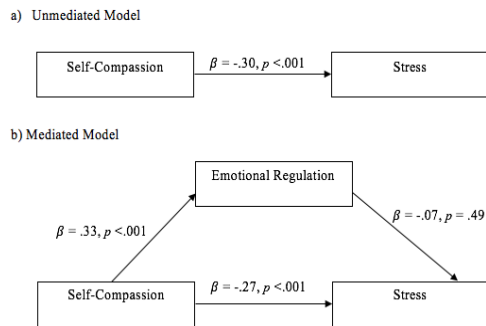 a) Unmediated Model
Self-Compassion
β = -.30, p <.001
Stress
b) Mediated Model
Emotional Regulation
β = .33, p <.001
β = -.07, p = .49
Self-Compassion
β = -.27, p <.001
Stress